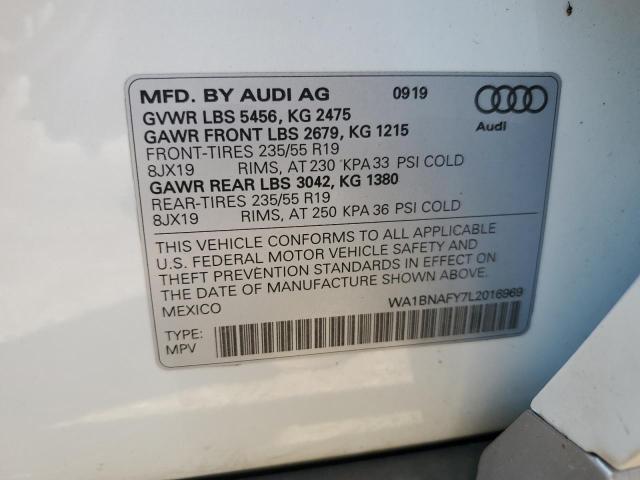 MFD. BY AUDI AG 0919
GVWR LBS 5456, KG 2475
GAWR FRONT LBS 2679, KG 1215
FRONT-TIRES 235/55 R19
8JX19 RIMS, AT 230 KPA 33 PSI COLD
GAWR REAR LBS 3042, KG 1380
REAR-TIRES 235/55 R19
8JX19 RIMS, AT 250 KPA 36 PSI COLD
Audi
THIS VEHICLE CONFORMS TO ALL APPLICABLE
U.S. FEDERAL MOTOR VEHICLE SAFETY AND
THEFT PREVENTION STANDARDS IN EFFECT ON
THE DATE OF MANUFACTURE SHOWN ABOVE.
MEXICO WA1BNAFY7L2016969
TYPE:
MPV